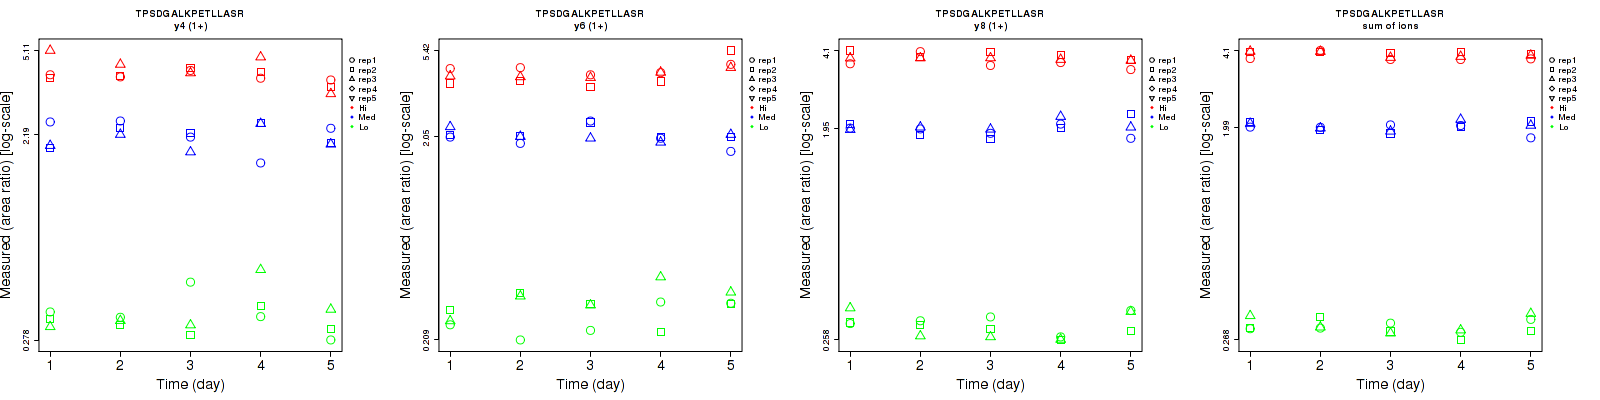 TPSDGALKPETLLASR
y4 (1+)
Measured (area ratio) [log-scale]
5.11
2.19
0.278
1 2 3 4 5
Time (day)
rep1
rep2
rep3
rep4
rep5
Hi
Med
Lo
TPSDGALKPETLLASR
y6 (1+)
Measured (area ratio) [log-scale]
5.42
2.05
0.209
1 2 3 4 5
Time (day)
rep1
rep2
rep3
rep4
rep5
Hi
Med
Lo
TPSDGALKPETLLASR
y8 (1+)
Measured (area ratio) [log-scale]
4.1
1.95
0.258
1 2 3 4 5
Time (day)
rep1
rep2
rep3
rep4
rep5
Hi
Med
Lo
TPSDGALKPETLLASR
sum of ions
Measured (area ratio) [log-scale]
4.1
1.99
0.268
1 2 3 4 5
Time (day)
rep1
rep2
rep3
rep4
rep5
Hi
Med
Lo